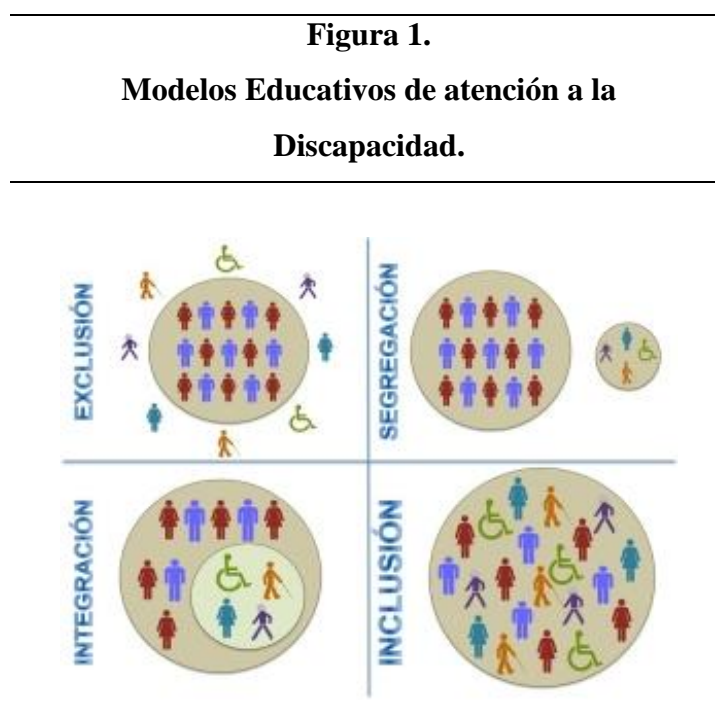 Figura 1.
Modelos Educativos de atención a la
Discapacidad.
EXCLUSIÓN
SEGREGACIÓN
INTEGRACIÓN
INCLUSIÓN